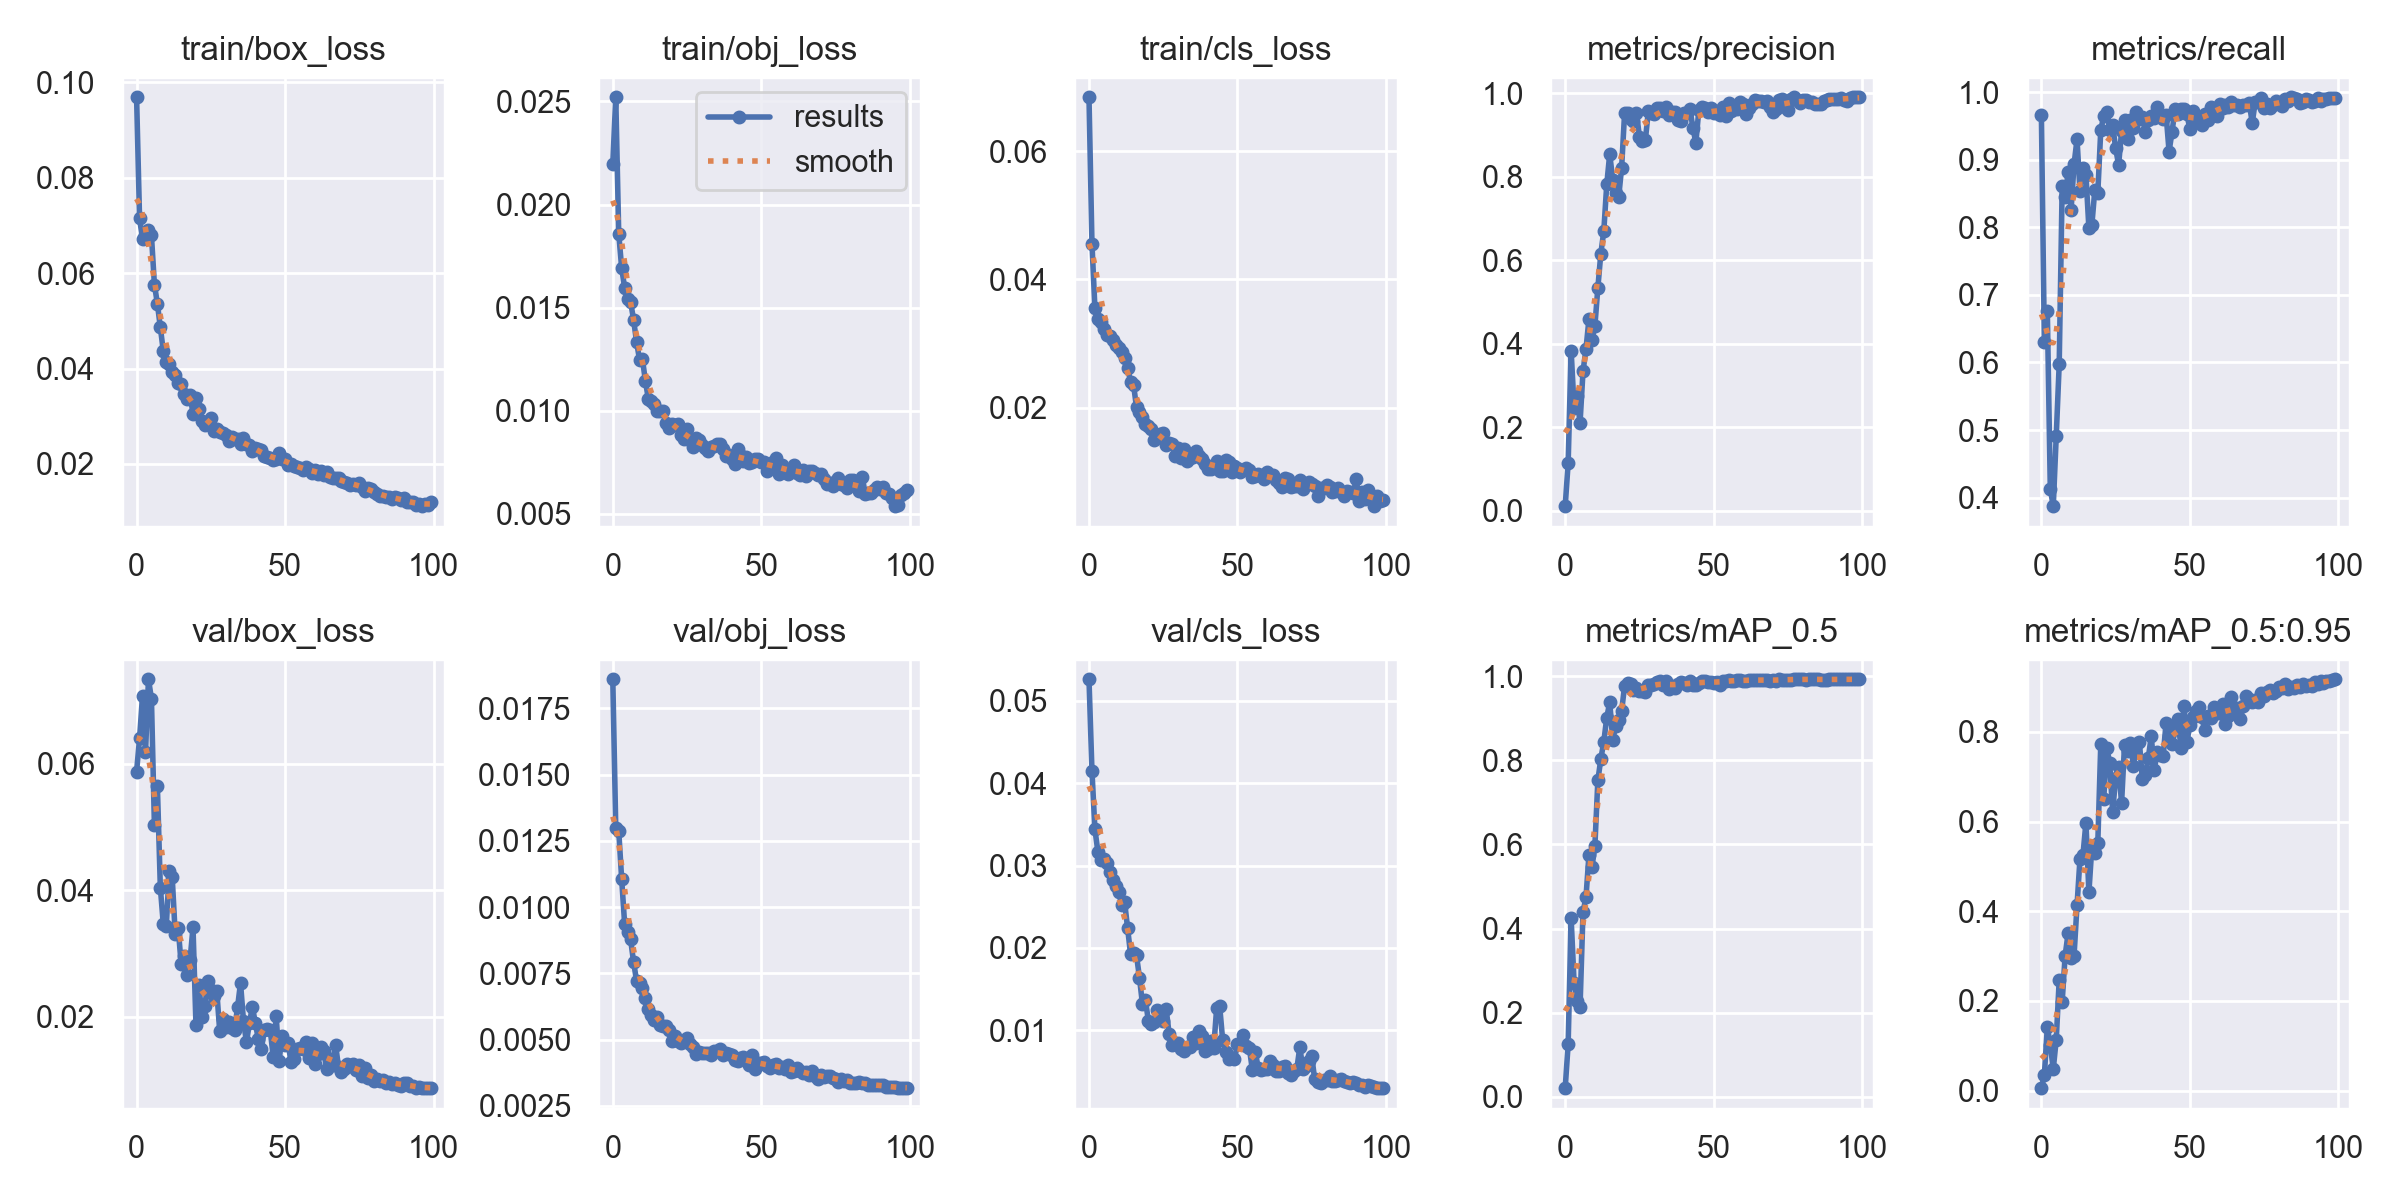 train/box_loss
0.10
0.08
0.06
0.04
0.02
0 50 100
train/obj_loss
results
smooth
0.025
0.020
0.015
0.010
0.005
0 50 100
train/cls_loss
0.06
0.04
0.02
0 50 100
metrics/precision
1.0
0.8
0.6
0.4
0.2
0.0
0 50 100
metrics/recall
1.0
0.9
0.8
0.7
0.6
0.5
0.4
0 50 100
val/box_loss
0.06
0.04
0.02
0 50 100
val/obj_loss
0.0175
0.0150
0.0125
0.0100
0.0075
0.0050
0.0025
0 50 100
val/cls_loss
0.05
0.04
0.03
0.02
0.01
0 50 100
metrics/mAP_0.5
1.0
0.8
0.6
0.4
0.2
0.0
0 50 100
metrics/mAP_0.5:0.95
0.8
0.6
0.4
0.2
0.0
0 50 100